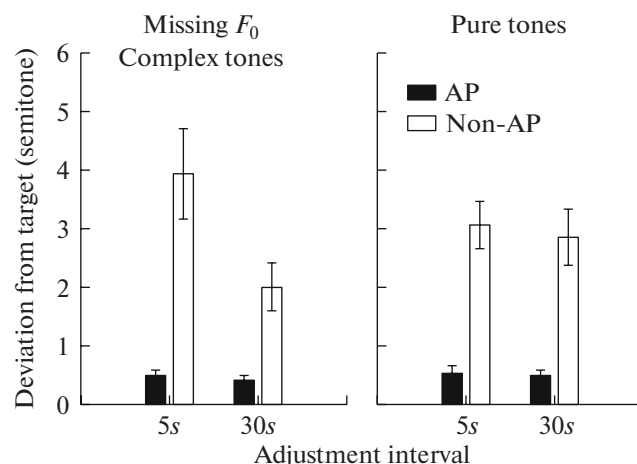 Missing F₀
Complex tones
Pure tones
Deviation from target (semitone)
6
5
4
3
2
1
0
AP
Non-AP
5s
30s
5s
30s
Adjustment interval